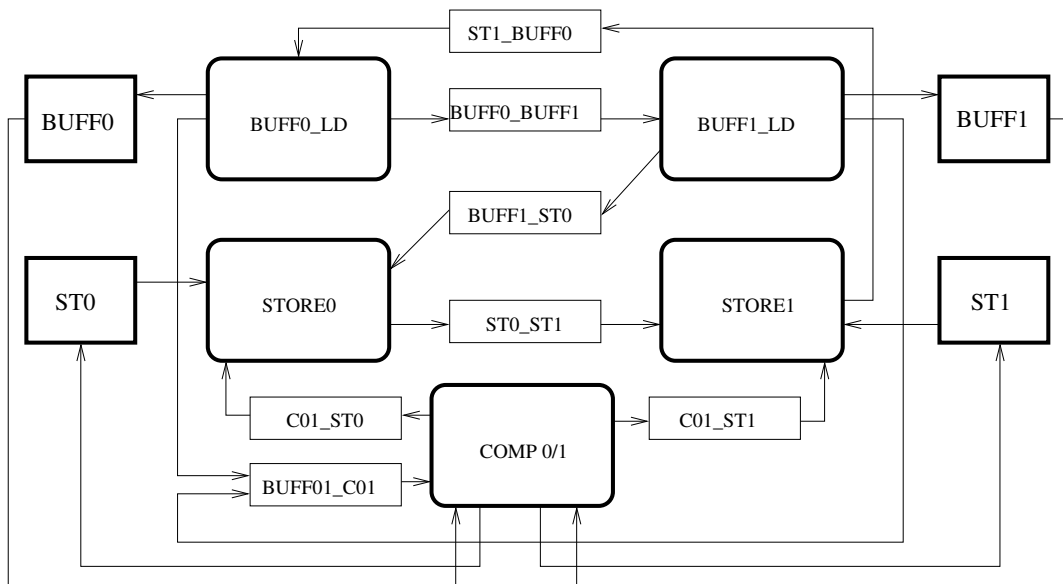 ST1_BUFF0
BUFF0
BUFF0_LD
BUFF0_BUFF1
BUFF1_LD
BUFF1
BUFF1_ST0
ST0
STORE0
ST0_ST1
STORE1
ST1
C01_ST0
COMP 0/1
C01_ST1
BUFF01_C01